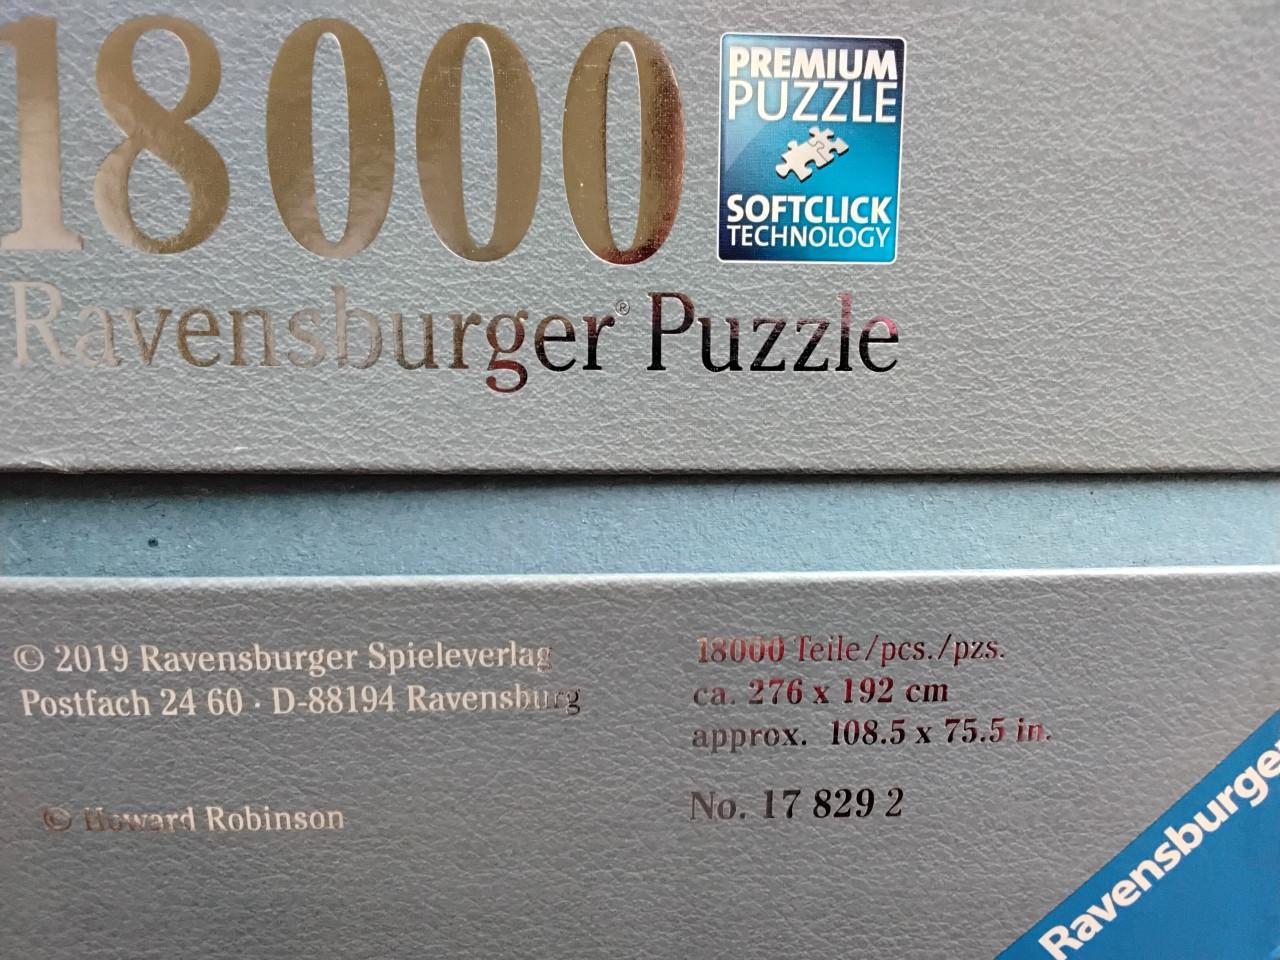 18000
PREMIUM
PUZZLE
SOFTCLICK
TECHNOLOGY
Ravensburger® Puzzle
© 2019 Ravensburger Spieleverlag
Postfach 24 60 · D-88194 Ravensburg
© Howard Robinson
18000 Teile/pcs./pzs.
ca. 276 x 192 cm
approx. 108.5 x 75.5 in.
No. 17 829 2
Ravensburger